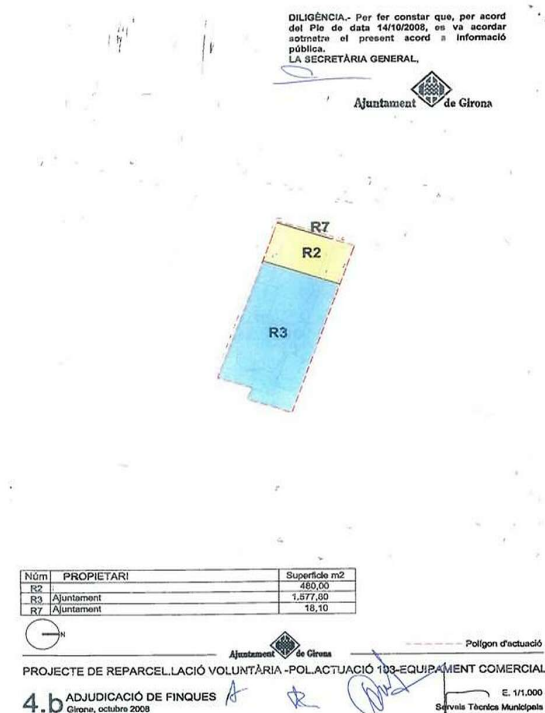 DILIGÈNCIA.- Per fer constar que, per acord
del Ple de data 14/10/2008, es va acordar
sotmetre el present acord a informació
pública.
LA SECRETÀRIA GENERAL,
Ajuntament de Girona
R7
R2
R3
Núm PROPIETARI Superfície m2
R2 480,00
R3 Ajuntament 1.577,80
R7 Ajuntament 18,10
N
Ajuntament de Girona
Polígon d'actuació
PROJECTE DE REPARCEL.LACIÓ VOLUNTÀRIA -POL.ACTUACIÓ 103-EQUIPAMENT COMERCIAL
4.b ADJUDICACIÓ DE FINQUES
Girona, octubre 2008
E. 1/1.000
Serveis Tècnics Municipals